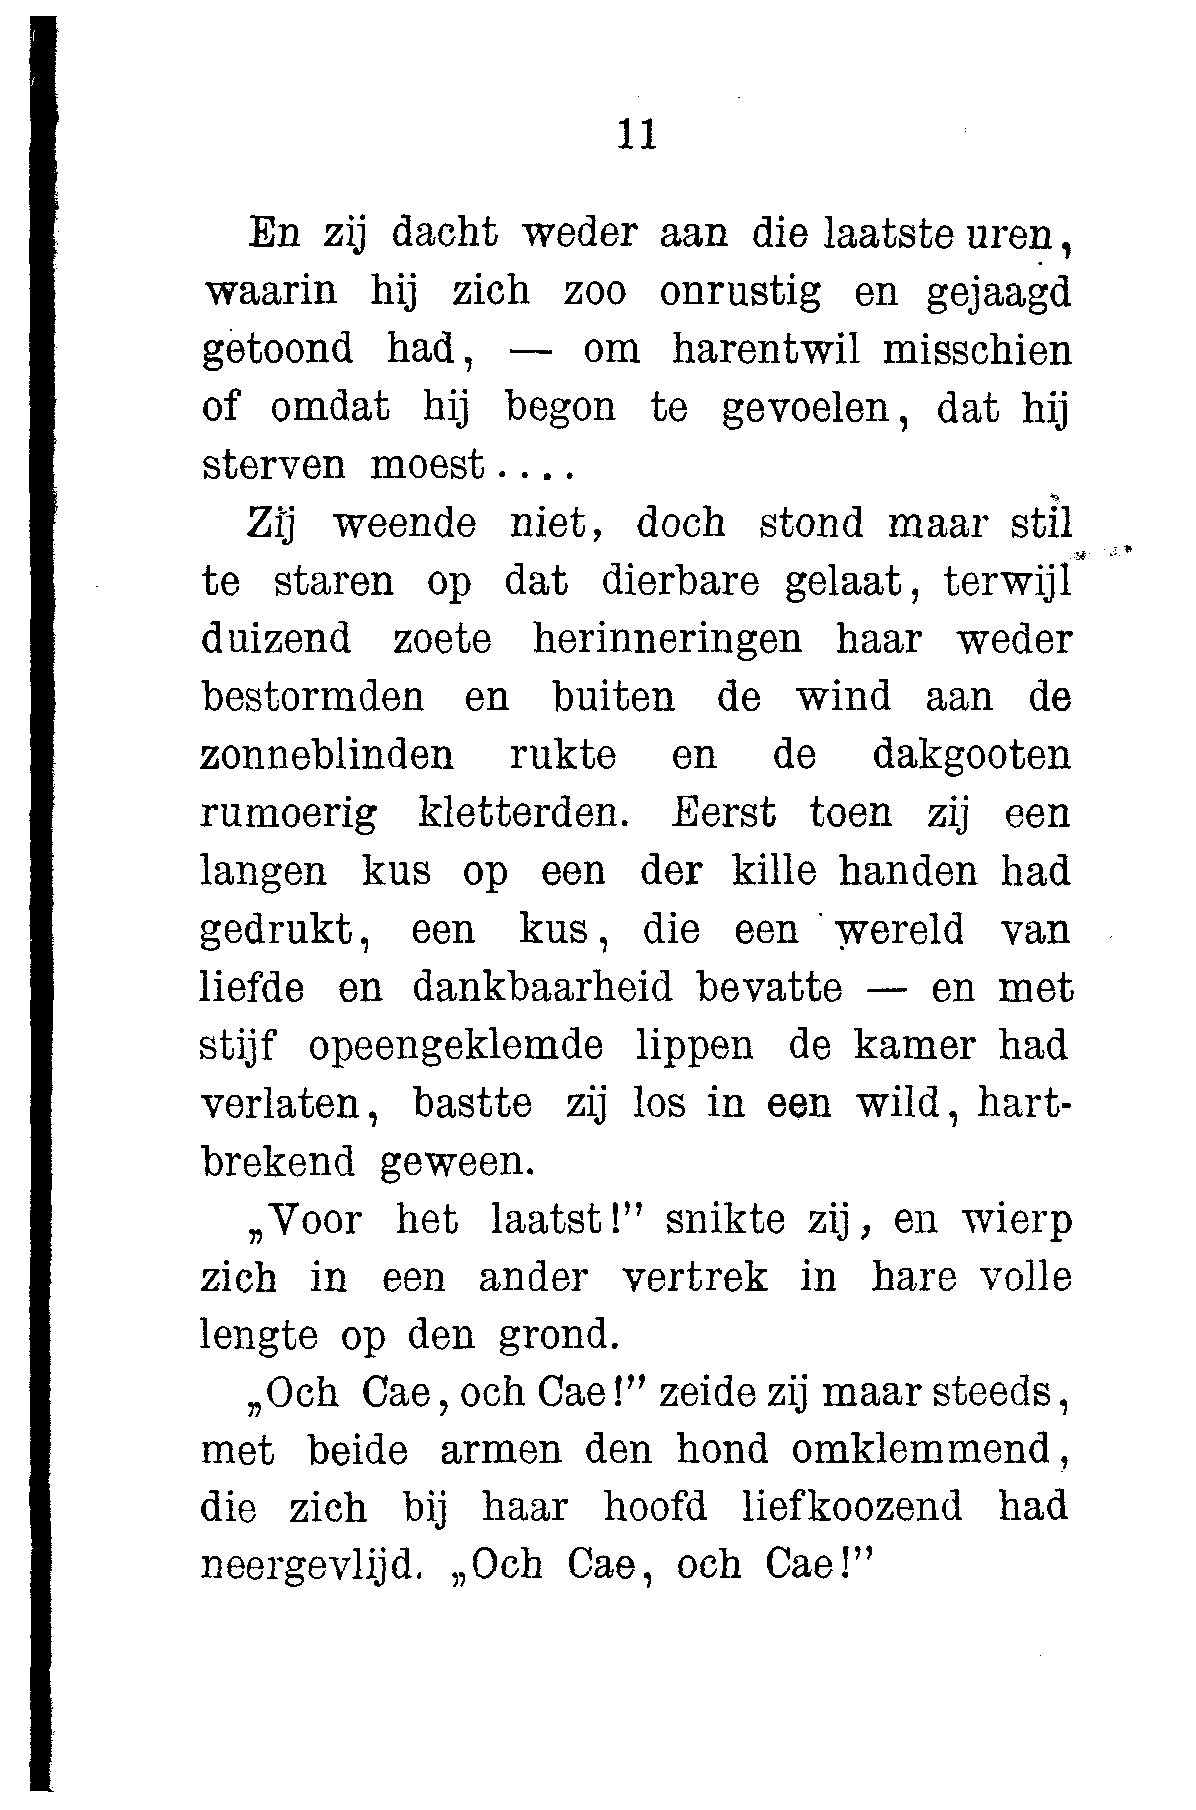 11
En zij dacht weder aan die laatste uren,
waarin hij zich zoo onrustig en gejaagd
getoond had, — om harentwil misschien
of omdat hij begon te gevoelen, dat hij
sterven moest....
Zij weende niet, doch stond maar stil
te staren op dat dierbare gelaat, terwijl
duizend zoete herinneringen haar weder
bestormden en buiten de wind aan de
zonneblinden rukte en de dakgooten
rumoerig kletterden. Eerst toen zij een
langen kus op een der kille handen had
gedrukt, een kus, die een wereld van
liefde en dankbaarheid bevatte — en met
stijf opeengeklemde lippen de kamer had
verlaten, bastte zij los in een wild, hart-
brekend geween.
„Voor het laatst!” snikte zij, en wierp
zich in een ander vertrek in hare volle
lengte op den grond.
„Och Cae, och Cae!” zeide zij maar steeds,
met beide armen den hond omklemmend,
die zich bij haar hoofd liefkoozend had
neergevlijd. „Och Cae, och Cae!”